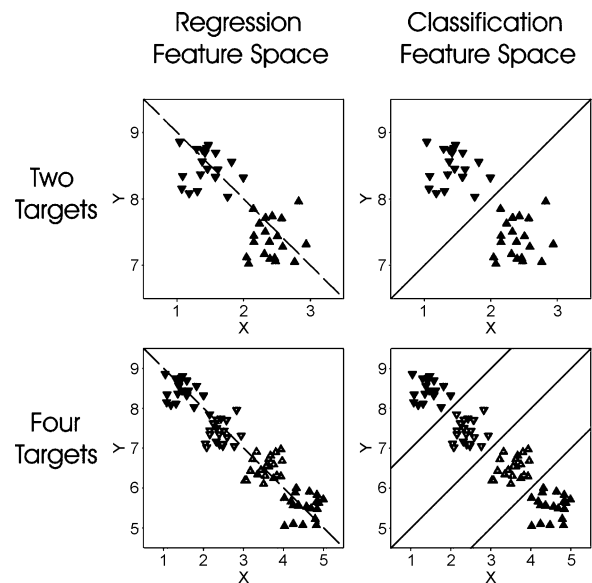 Regression
Feature Space
Classification
Feature Space
Two
Targets
Y
9
8
7
1 2 3
X
Y
9
8
7
1 2 3
X
Four
Targets
Y
9
8
7
6
5
1 2 3 4 5
X
Y
9
8
7
6
5
1 2 3 4 5
X